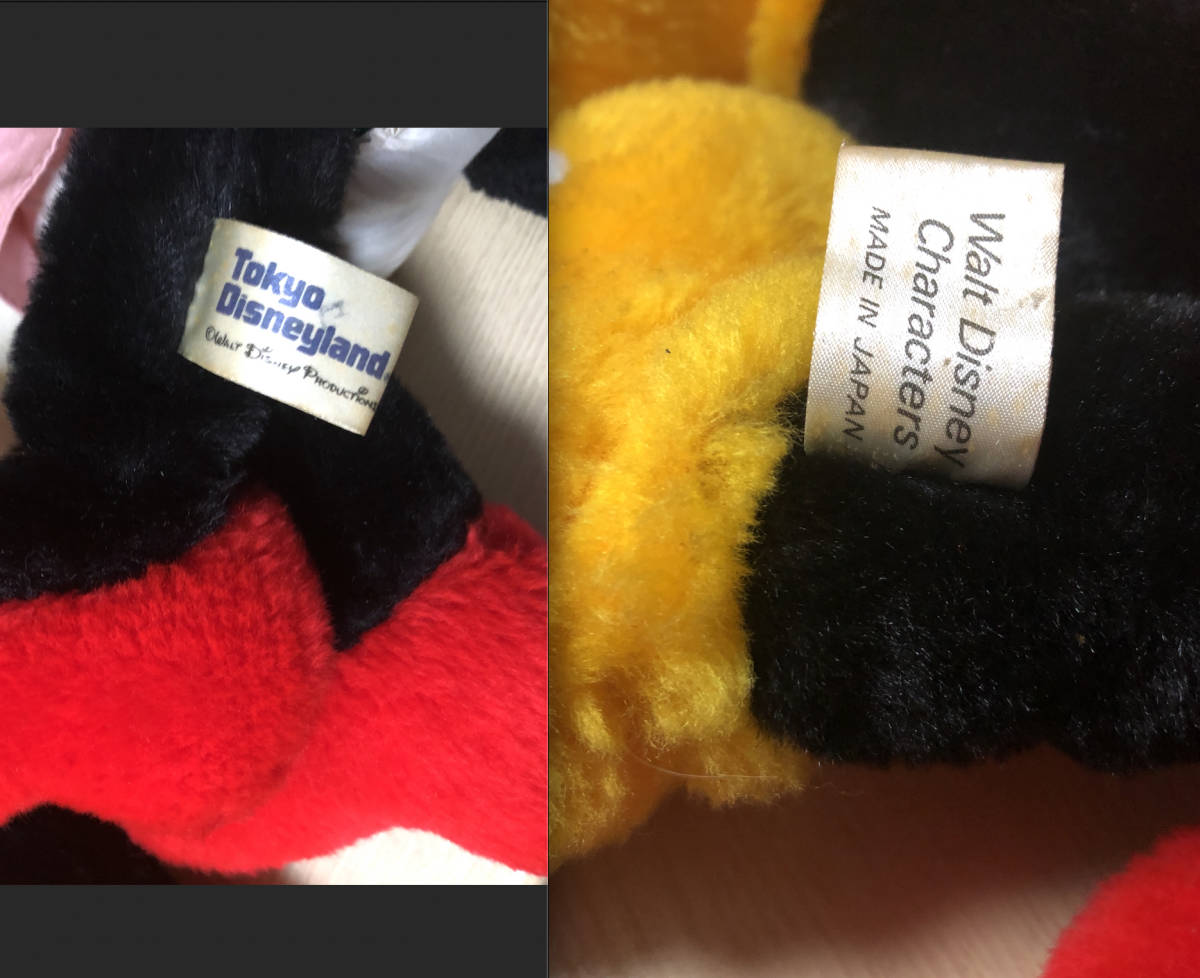 Tokyo
Disneyland
©WALT DISNEY PRODUCTIONS
Walt Disney
Characters
MADE IN JAPAN